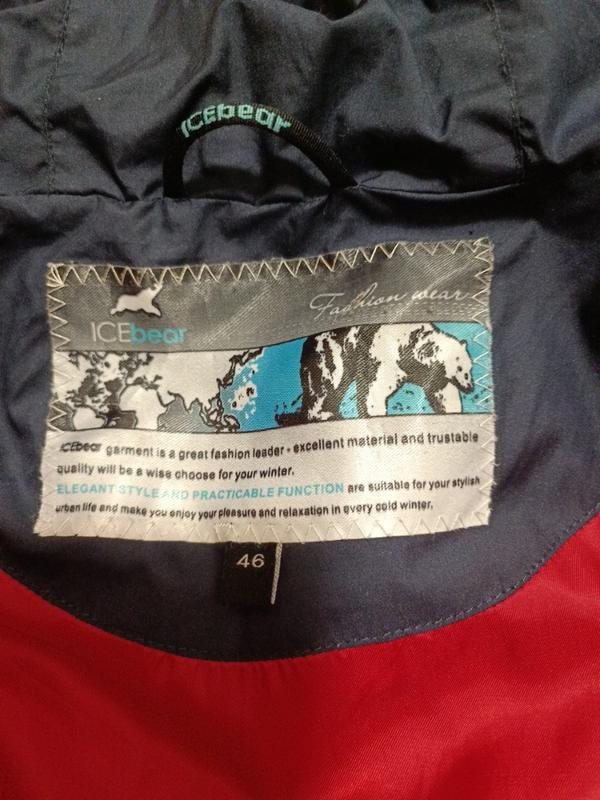 ICEbear
ICEbear
Fashion wear
ICEbear garment is a great fashion leader - excellent material and trustable
quality will be a wise choose for your winter.
ELEGANT STYLE AND PRACTICABLE FUNCTION are suitable for your stylish
urban life and make you enjoy your pleasure and relaxation in every cold winter.
46